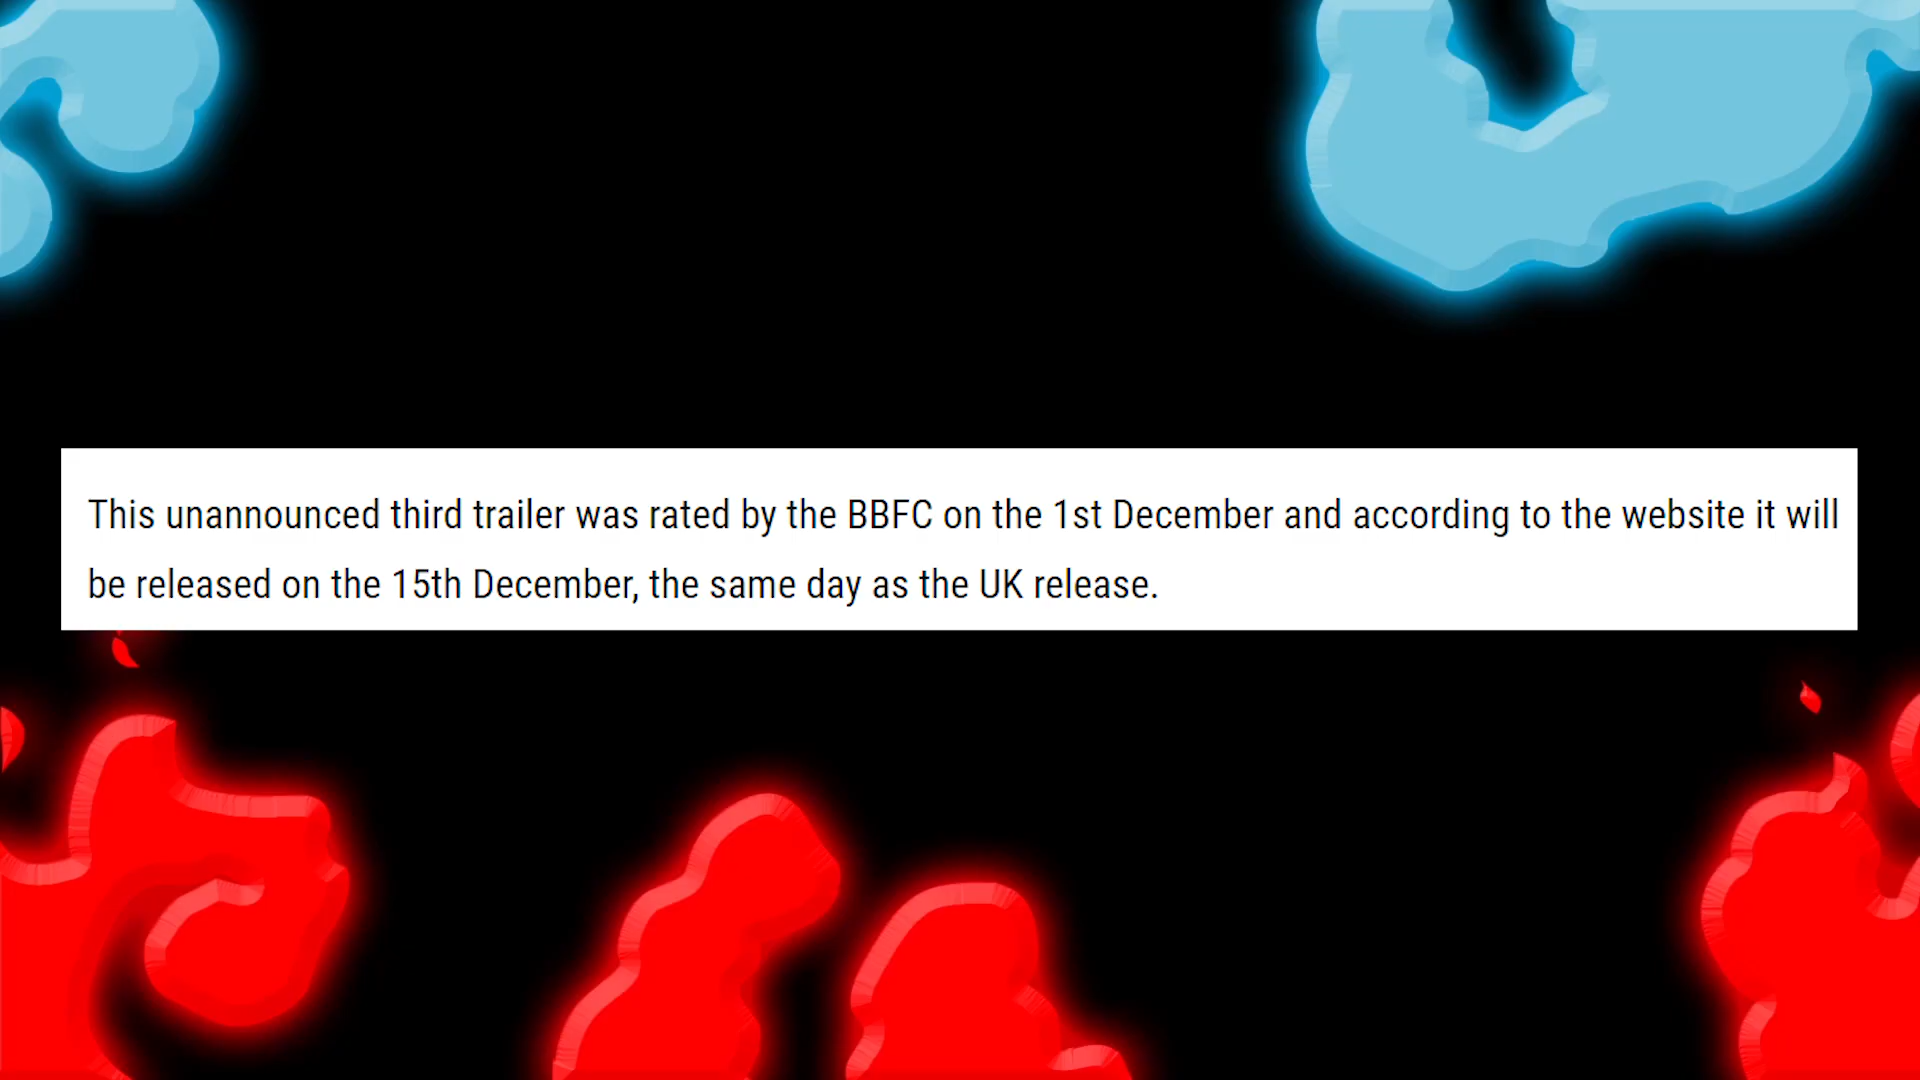 This unannounced third trailer was rated by the BBFC on the 1st December and according to the website it will
be released on the 15th December, the same day as the UK release.